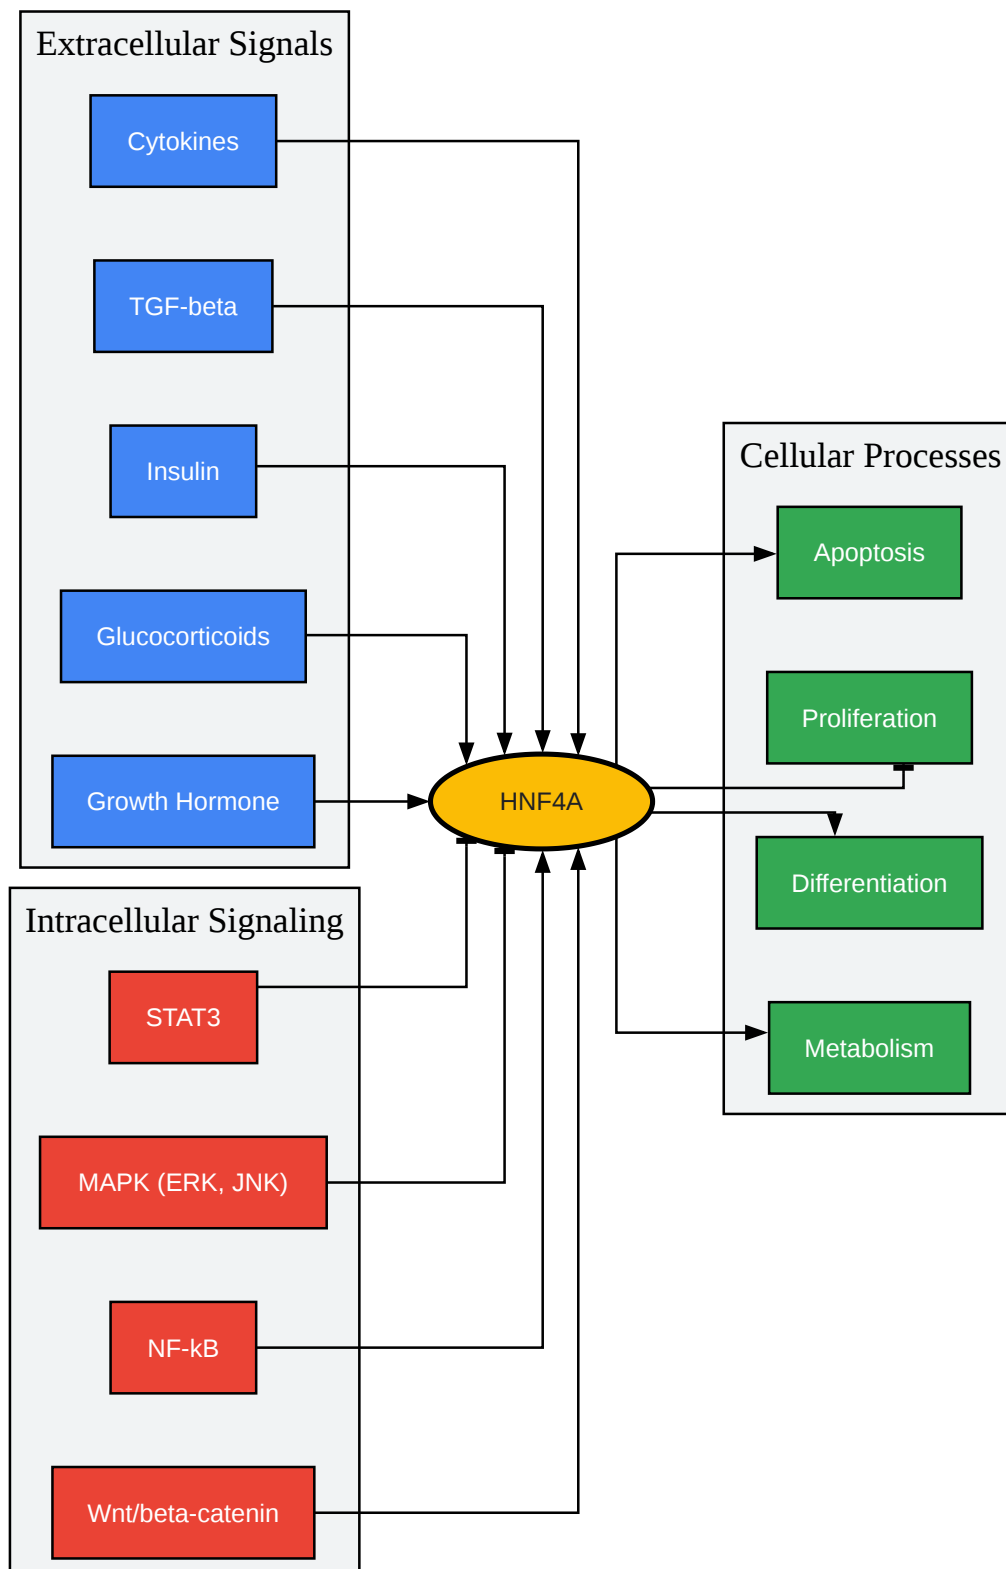 Extracellular Signals
Cytokines
TGF-beta
Insulin
Glucocorticoids
Growth Hormone
Intracellular Signaling
STAT3
MAPK (ERK, JNK)
NF-kB
Wnt/beta-catenin
HNF4A
Cellular Processes
Apoptosis
Proliferation
Differentiation
Metabolism